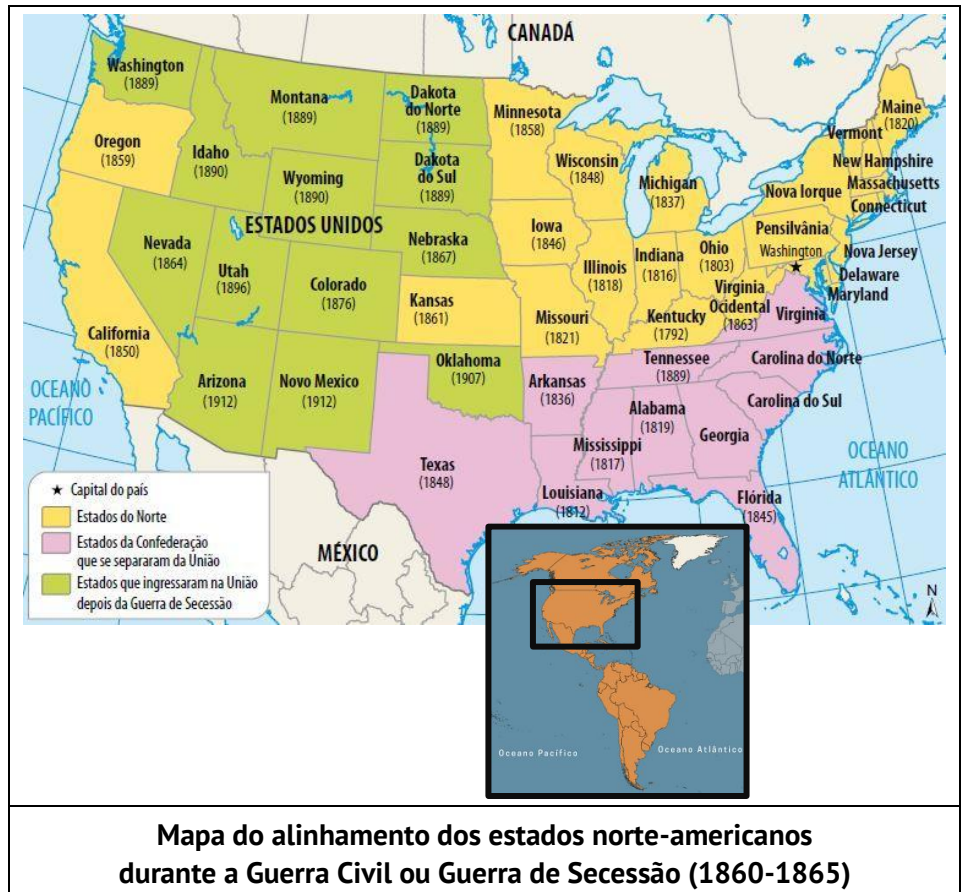 CANADÁ
Washington
(1889)
Montana
(1889)
Dakota
do Norte
(1889)
Minnesota
(1858)
Maine
(1820)
Oregon
(1859)
Idaho
(1890)
Wyoming
(1890)
Dakota
do Sul
(1889)
Wisconsin
(1848)
Michigan
(1837)
Vermont
New Hampshire
Massachusetts
Connecticut
Nova Iorque
ESTADOS UNIDOS
Nevada
(1864)
Utah
(1896)
Colorado
(1876)
Nebraska
(1867)
Iowa
(1846)
Illinois
(1818)
Indiana
(1816)
Ohio
(1803)
Pensilvânia
Washington
Nova Jersey
Delaware
Maryland
California
(1850)
Kansas
(1861)
Missouri
(1821)
Kentucky
(1792)
Virginia
Ocidental
(1863)
Virginia
OCEANO
PACÍFICO
Arizona
(1912)
Novo Mexico
(1912)
Oklahoma
(1907)
Arkansas
(1836)
Tennessee
(1889)
Carolina do Norte
Carolina do Sul
Texas
(1848)
Mississippi
(1817)
Alabama
(1819)
Georgia
OCEANO
ATLÂNTICO
Louisiana
(1812)
Flórida
(1845)
MÉXICO
Capital do país
Estados do Norte
Estados da Confederação
que se separaram da União
Estados que ingressaram na União
depois da Guerra de Secessão
N
Oceano Pacífico
Oceano Atlântico
Mapa do alinhamento dos estados norte-americanos
durante a Guerra Civil ou Guerra de Secessão (1860-1865)